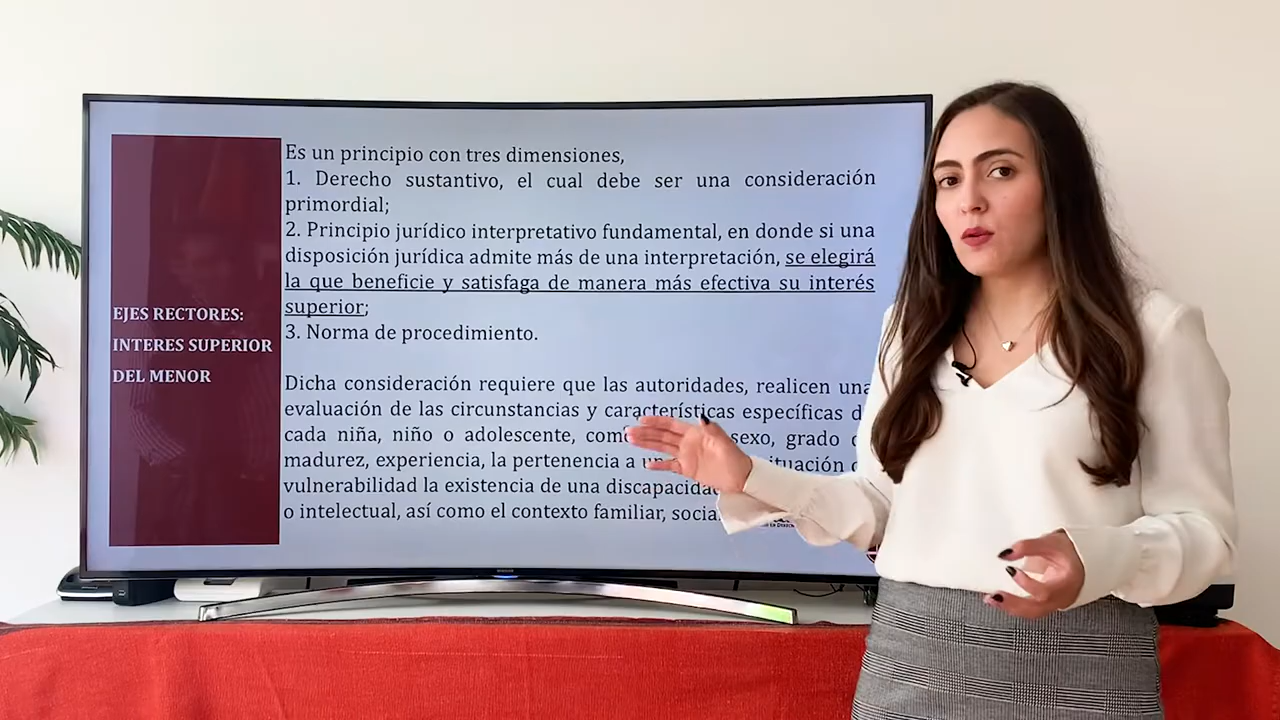 EJES RECTORES:
INTERES SUPERIOR
DEL MENOR
Es un principio con tres dimensiones,
1. Derecho sustantivo, el cual debe ser una consideración
primordial;
2. Principio jurídico interpretativo fundamental, en donde si una
disposición jurídica admite más de una interpretación, se elegirá
la que beneficie y satisfaga de manera más efectiva su interés
superior;
3. Norma de procedimiento.
Dicha consideración requiere que las autoridades, realicen una
evaluación de las circunstancias y características específicas
cada niña, niño o adolescente, sexo, grado
madurez, experiencia, la pertenencia a
vulnerabilidad la existencia de una
o intelectual, así como el contexto familiar,